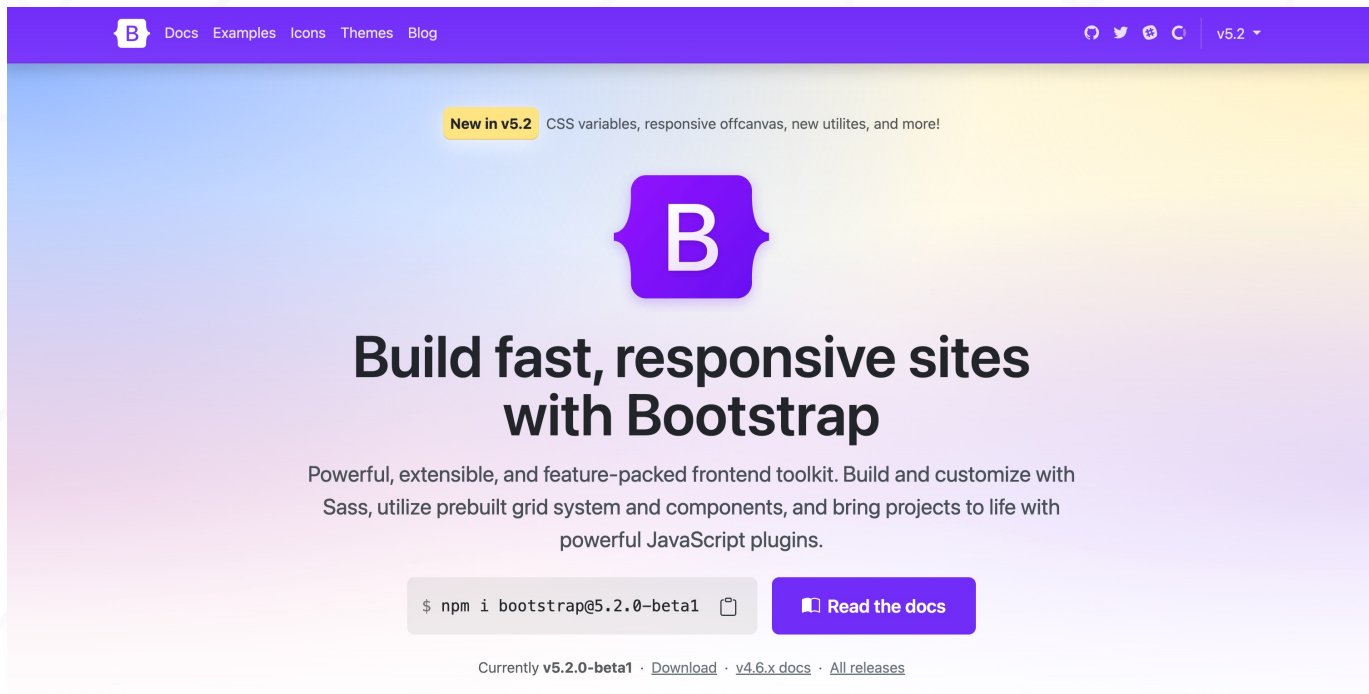 B Docs Examples Icons Themes Blog v5.2
New in v5.2 CSS variables, responsive offcanvas, new utilites, and more!
B
Build fast, responsive sites
with Bootstrap
Powerful, extensible, and feature-packed frontend toolkit. Build and customize with
Sass, utilize prebuilt grid system and components, and bring projects to life with
powerful JavaScript plugins.
$ npm i bootstrap@5.2.0-beta1 Read the docs
Currently v5.2.0-beta1 · Download · v4.6.x docs · All releases